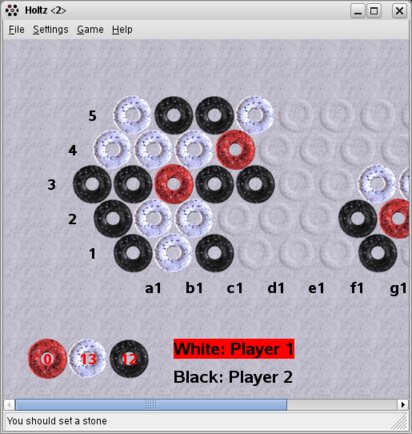 Holtz <2>
File Settings Game Help
5
4
3
2
1
a1 b1 c1 d1 e1 f1 g1
0 13 12
White: Player 1
Black: Player 2
You should set a stone